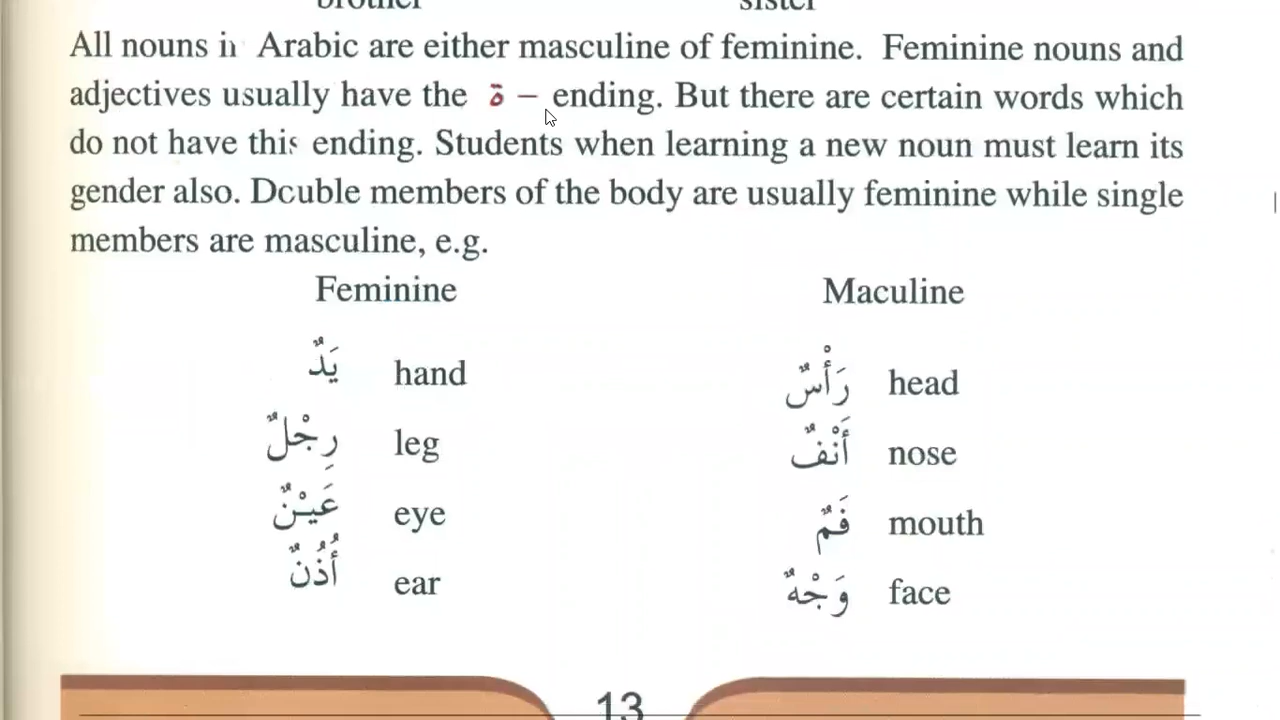 brother sister
All nouns in Arabic are either masculine of feminine. Feminine nouns and
adjectives usually have the ة – ending. But there are certain words which
do not have this ending. Students when learning a new noun must learn its
gender also. Double members of the body are usually feminine while single
members are masculine, e.g.
Feminine Maculine
يَدٌ hand رَأْسٌ head
رِجْلٌ leg أَنْفٌ nose
عَيْنٌ eye فَمٌ mouth
أُذُنٌ ear وَجْهٌ face
13